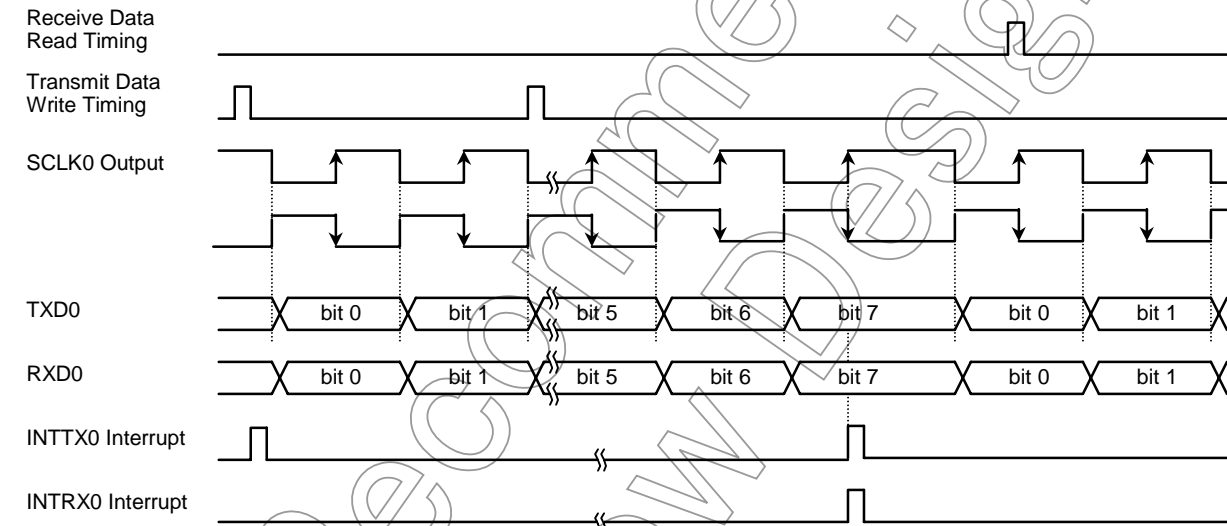 Receive Data
Read Timing
Transmit Data
Write Timing
SCLK0 Output
TXD0
bit 0
bit 1
bit 5
bit 6
bit 7
bit 0
bit 1
RXD0
bit 0
bit 1
bit 5
bit 6
bit 7
bit 0
bit 1
INTTX0 Interrupt
INTRX0 Interrupt